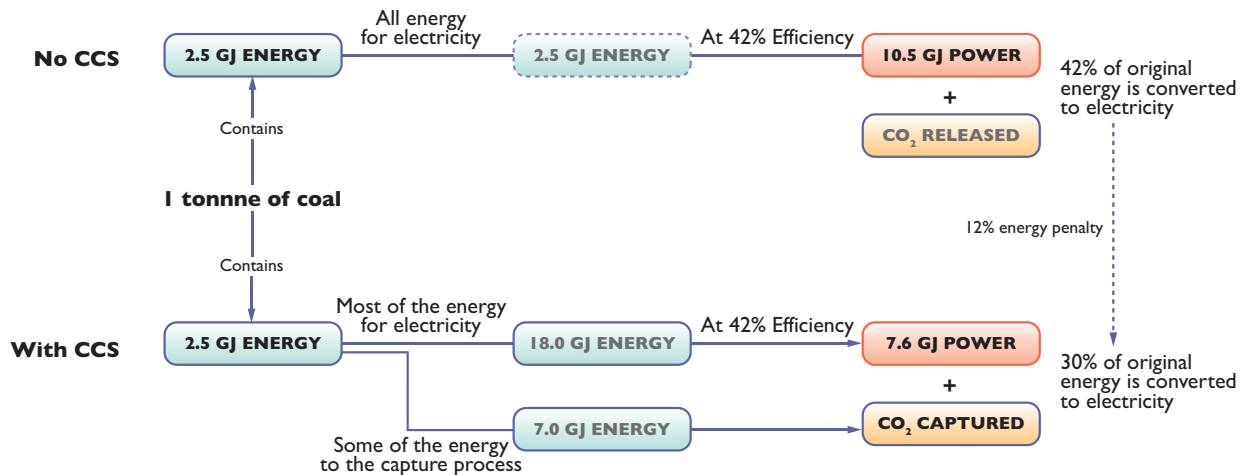 All energy
for electricity
At 42% Efficiency
No CCS
2.5 GJ ENERGY
2.5 GJ ENERGY
10.5 GJ POWER
42% of original
energy is converted
to electricity
+
CO₂ RELEASED
Contains
1 tonnne of coal
12% energy penalty
Contains
Most of the energy
for electricity
At 42% Efficiency
With CCS
2.5 GJ ENERGY
18.0 GJ ENERGY
7.6 GJ POWER
30% of original
energy is converted
to electricity
+
7.0 GJ ENERGY
CO₂ CAPTURED
Some of the energy
to the capture process